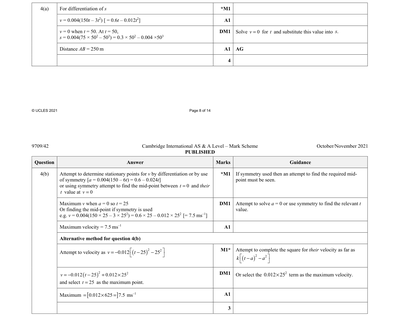 4(a) For differentiation of s *M1
v = 0.004(150t − 3t²) [ = 0.6t − 0.012t²] A1
v = 0 when t = 50. At t = 50, DM1 Solve v = 0 for t and substitute this value into s.
s = 0.004(75 × 50² − 50³) = 0.3 × 50² − 0.004 × 50³
Distance AB = 250 m A1 AG
4
© UCLES 2021 Page 8 of 14
9709/42 Cambridge International AS & A Level – Mark Scheme October/November 2021
PUBLISHED
Question Answer Marks Guidance
4(b) Attempt to determine stationary points for v by differentiation or by use *M1 If symmetry used then an attempt to find the required mid-
of symmetry [a = 0.004(150 − 6t) = 0.6 − 0.024t] point must be seen.
or using symmetry attempt to find the mid-point between t = 0 and their
t value at v = 0
Maximum v when a = 0 so t = 25 DM1 Attempt to solve a = 0 or use symmetry to find the relevant t
Or finding the mid-point if symmetry is used value.
e.g. v = 0.004(150 × 25 − 3 × 25²) = 0.6 × 25 − 0.012 × 25² [= 7.5 ms⁻¹]
Maximum velocity = 7.5 ms⁻¹ A1
Alternative method for question 4(b)
Attempt to velocity as v = −0.012[(t − 25)² − 25²] M1* Attempt to complete the square for their velocity as far as
k[(t − a)² − a²]
v = −0.012(t − 25)² + 0.012 × 25² DM1 Or select the 0.012 × 25² term as the maximum velocity.
and select t = 25 as the maximum point.
Maximum = [0.012 × 625 =] 7.5 ms⁻¹ A1
3